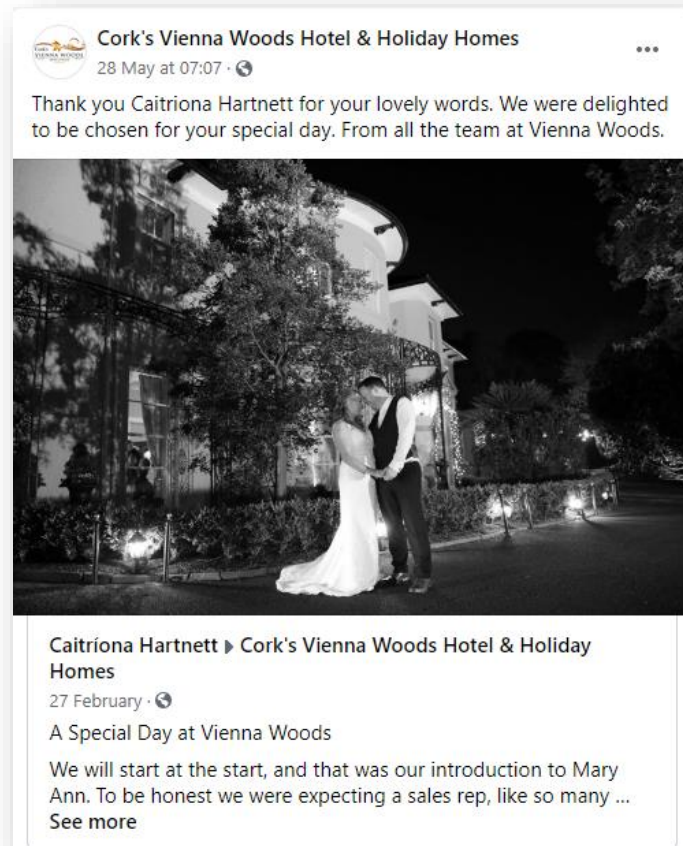 Cork's Vienna Woods Hotel & Holiday Homes
28 May at 07:07 ·
Thank you Caitriona Hartnett for your lovely words. We were delighted
to be chosen for your special day. From all the team at Vienna Woods.
Caitríona Hartnett ▸ Cork's Vienna Woods Hotel & Holiday
Homes
27 February ·
A Special Day at Vienna Woods
We will start at the start, and that was our introduction to Mary
Ann. To be honest we were expecting a sales rep, like so many ...
See more